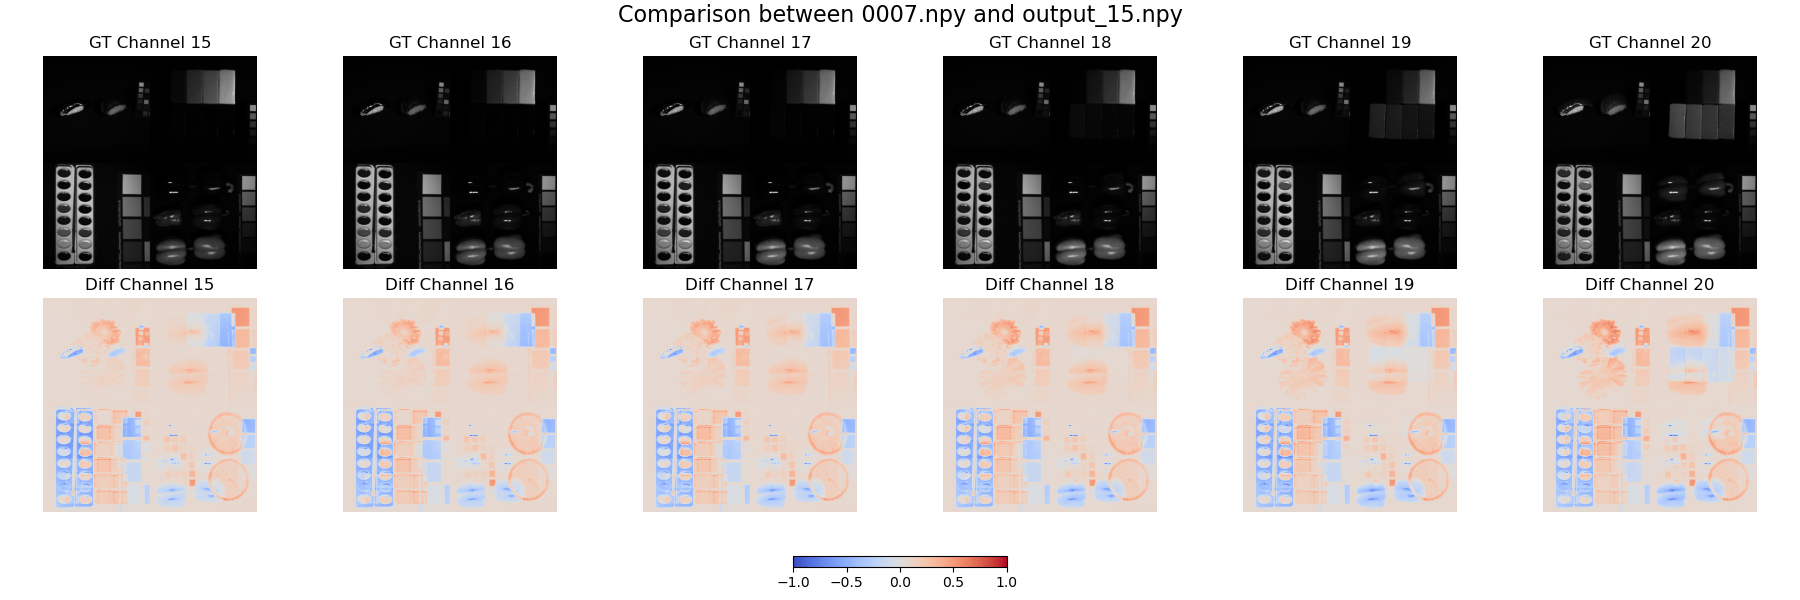 Comparison between 0007.npy and output_15.npy
GT Channel 15 GT Channel 16 GT Channel 17 GT Channel 18 GT Channel 19 GT Channel 20
Diff Channel 15 Diff Channel 16 Diff Channel 17 Diff Channel 18 Diff Channel 19 Diff Channel 20
−1.0 −0.5 0.0 0.5 1.0